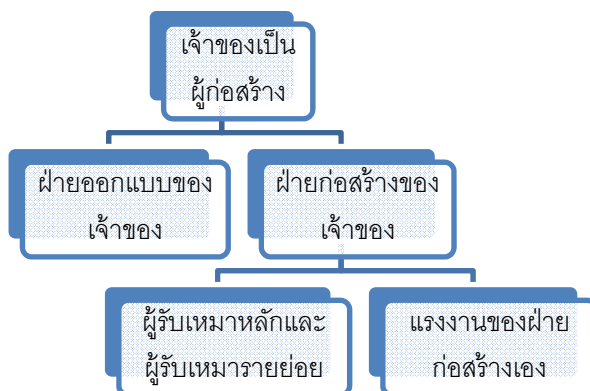 เจ้าของเป็น
ผู้ก่อสร้าง
ฝ่ายออกแบบของ
เจ้าของ
ฝ่ายก่อสร้างของ
เจ้าของ
ผู้รับเหมาหลักและ
ผู้รับเหมารายย่อย
แรงงานของฝ่าย
ก่อสร้างเอง